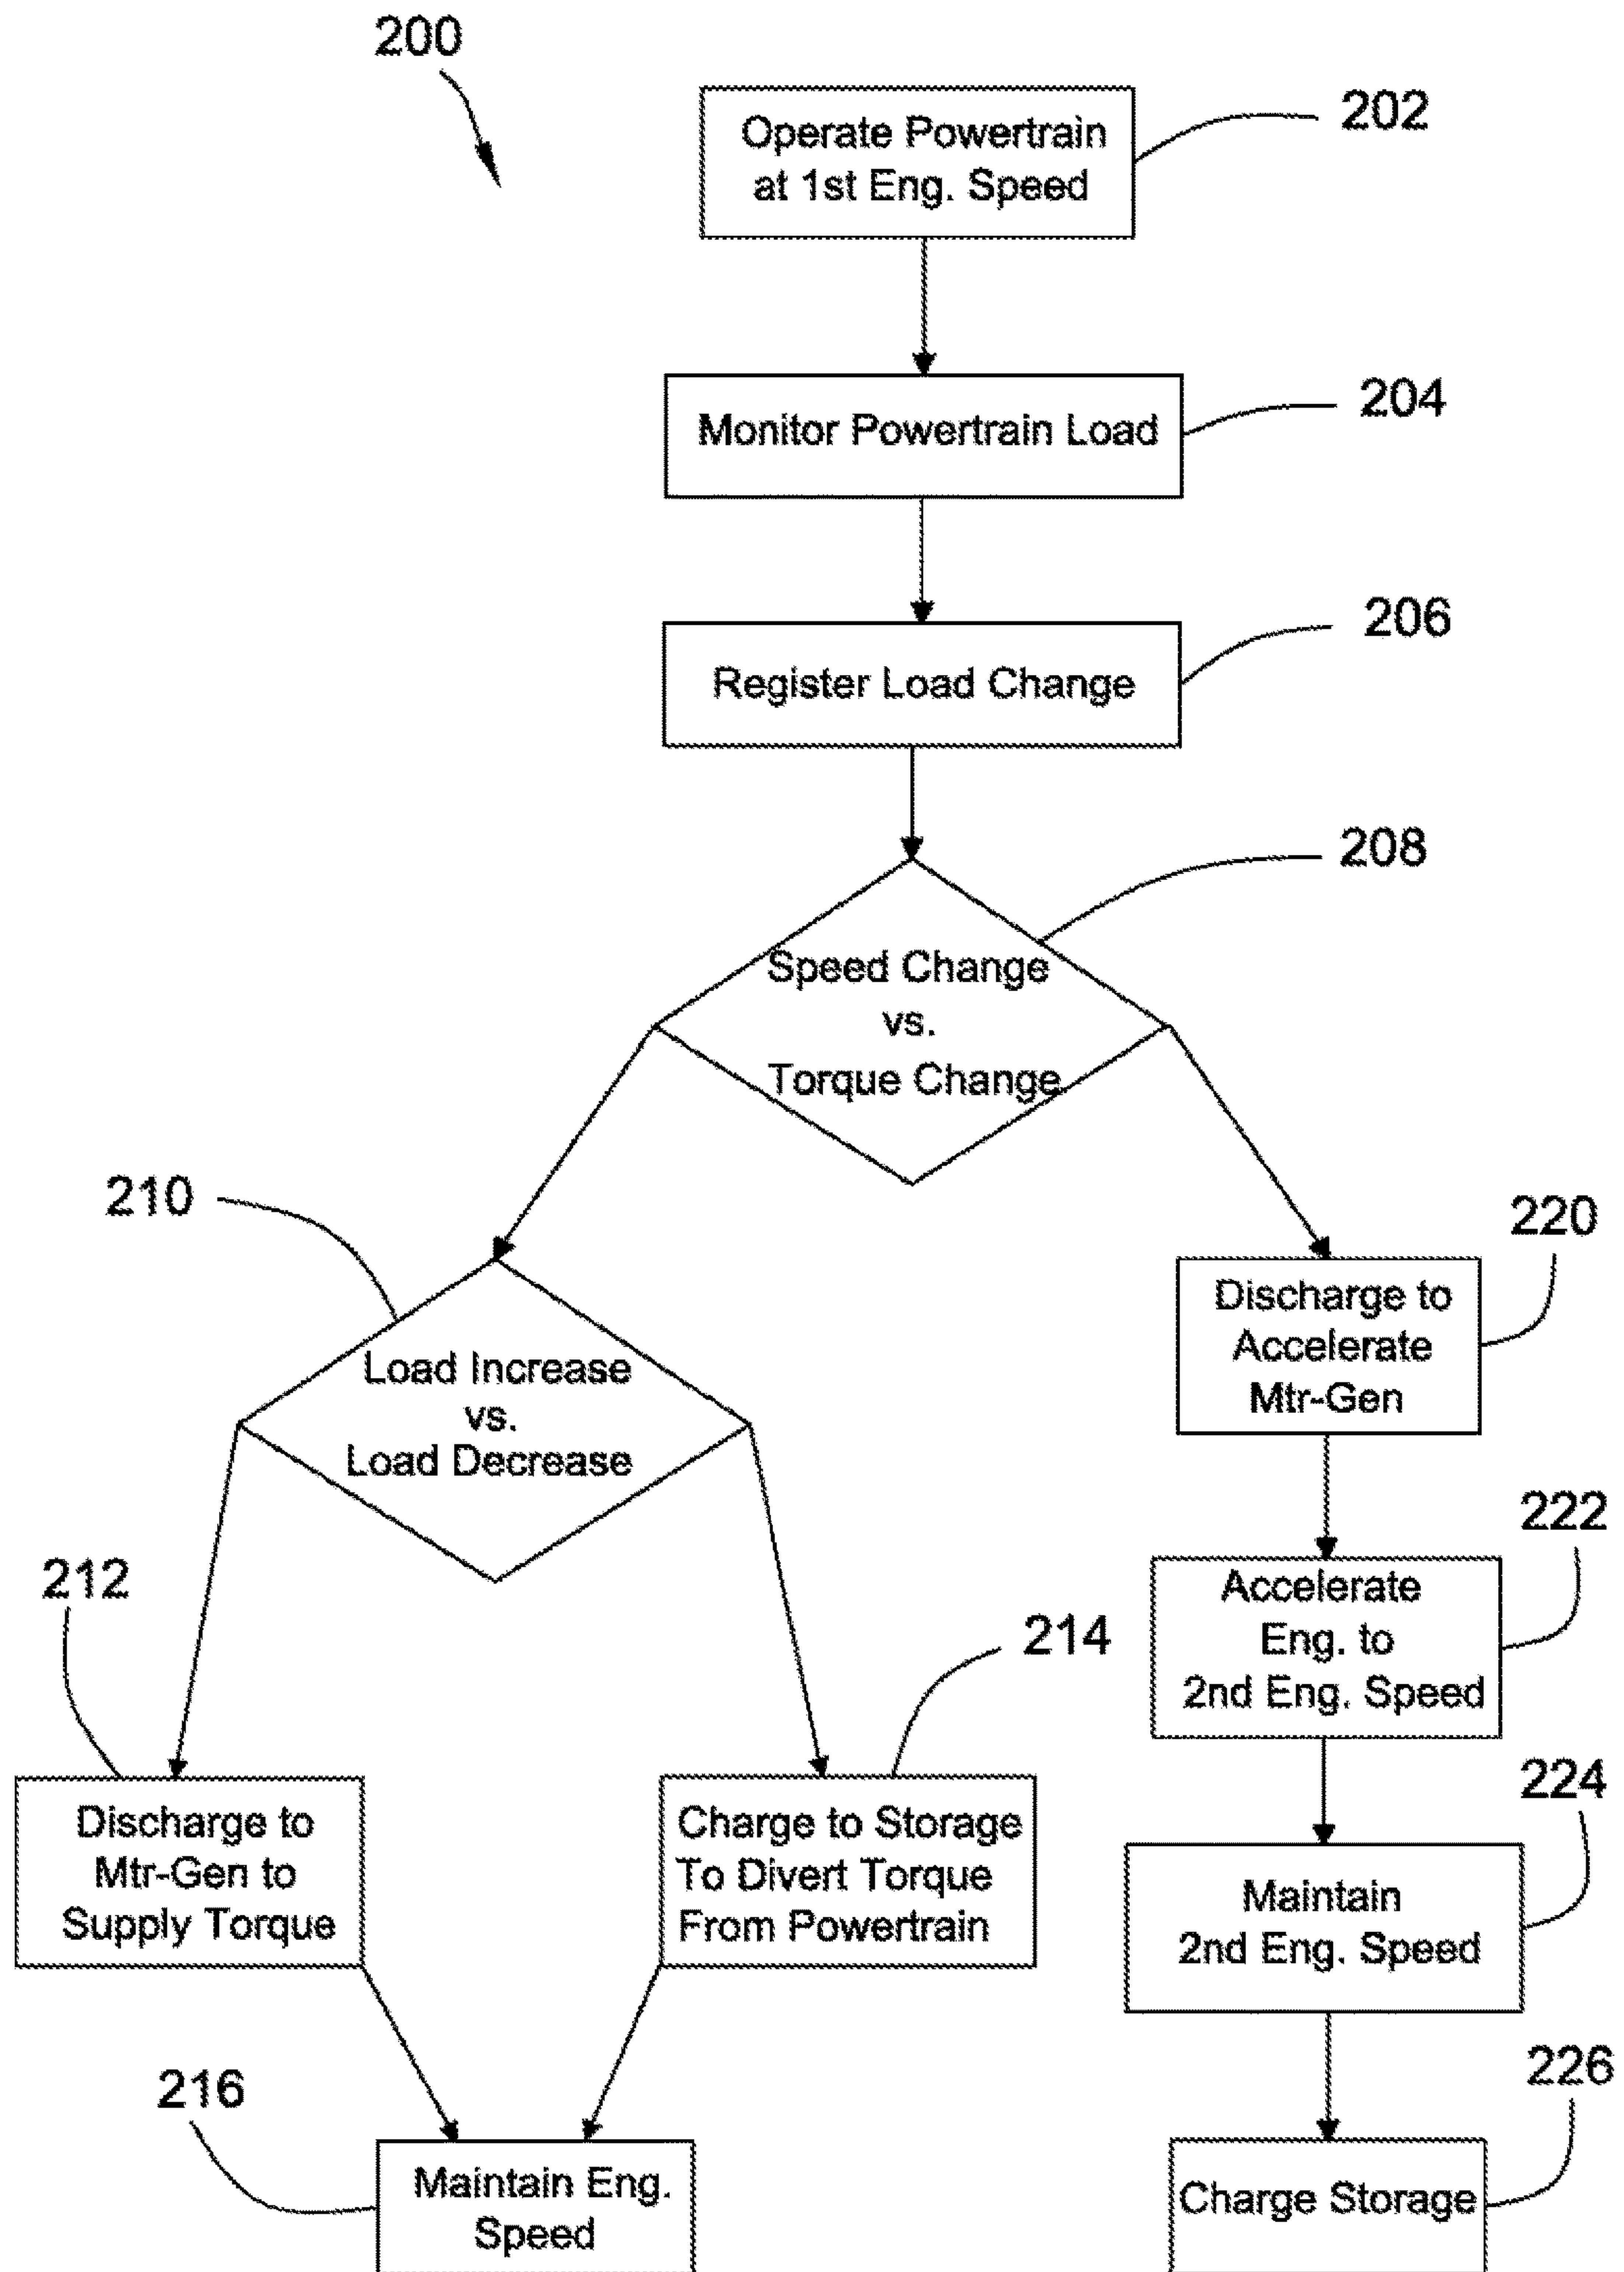 200
202
Operate Powertrain
at 1st Eng. Speed
204
Monitor Powertrain Load
206
Register Load Change
208
Speed Change
vs.
Torque Change
210
Load Increase
vs.
Load Decrease
220
Discharge to
Accelerate
Mtr-Gen
222
Accelerate
Eng. to
2nd Eng. Speed
212
Discharge to
Mtr-Gen to
Supply Torque
214
Charge to Storage
To Divert Torque
From Powertrain
224
Maintain
2nd Eng. Speed
216
Maintain Eng.
Speed
226
Charge Storage